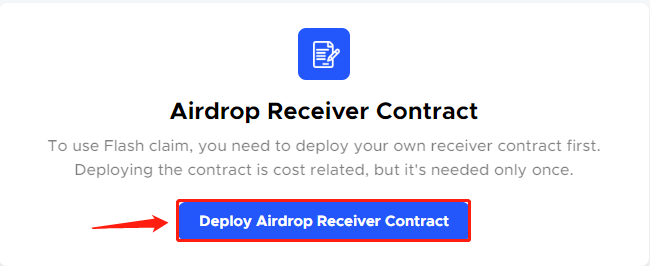 Airdrop Receiver Contract
To use Flash claim, you need to deploy your own receiver contract first.
Deploying the contract is cost related, but it's needed only once.
Deploy Airdrop Receiver Contract